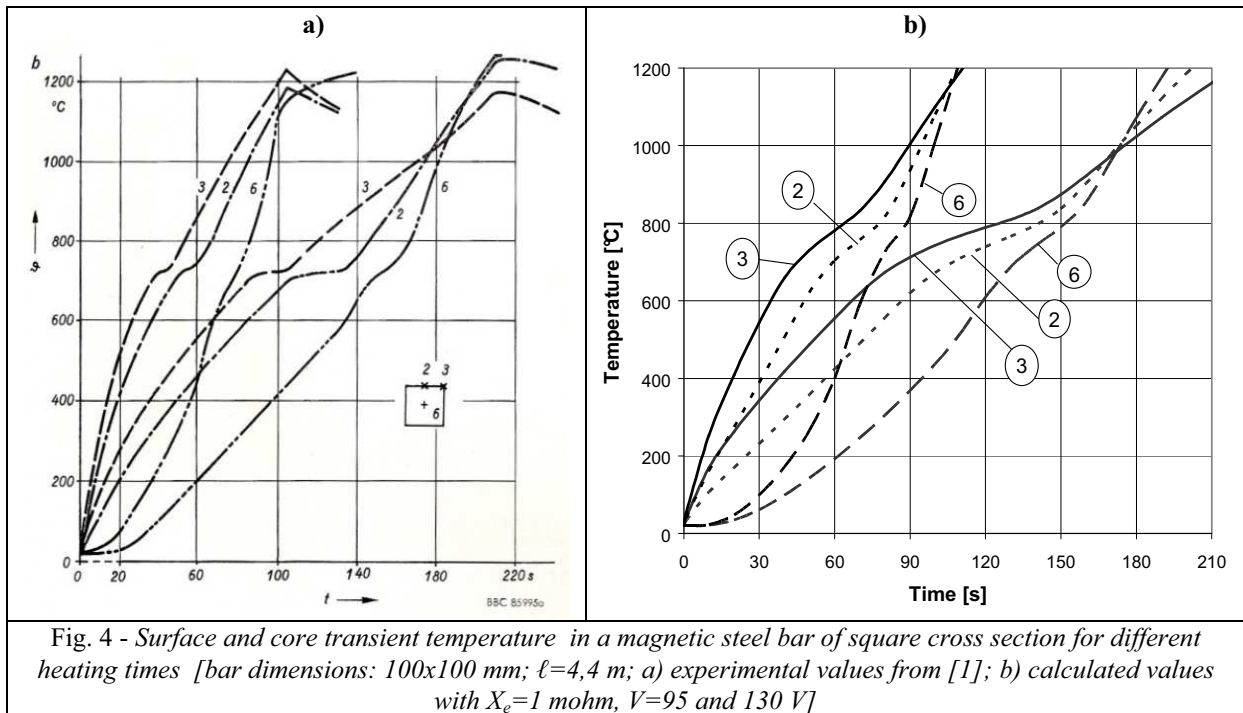 a)
b
1200
°C
1000
800
600
400
200
0
3
2
6
3
2
6
2 3
6
0 20 60 100 140 180 220 s
ϑ
t
BBC 85995a
b)
1200
1000
800
600
400
200
0
Temperature [°C]
2
6
3
6
2
3
0 30 60 90 120 150 180 210
Time [s]
Fig. 4 - Surface and core transient temperature in a magnetic steel bar of square cross section for different
heating times [bar dimensions: 100x100 mm; ℓ=4,4 m; a) experimental values from [1]; b) calculated values
with Xe=1 mohm, V=95 and 130 V]